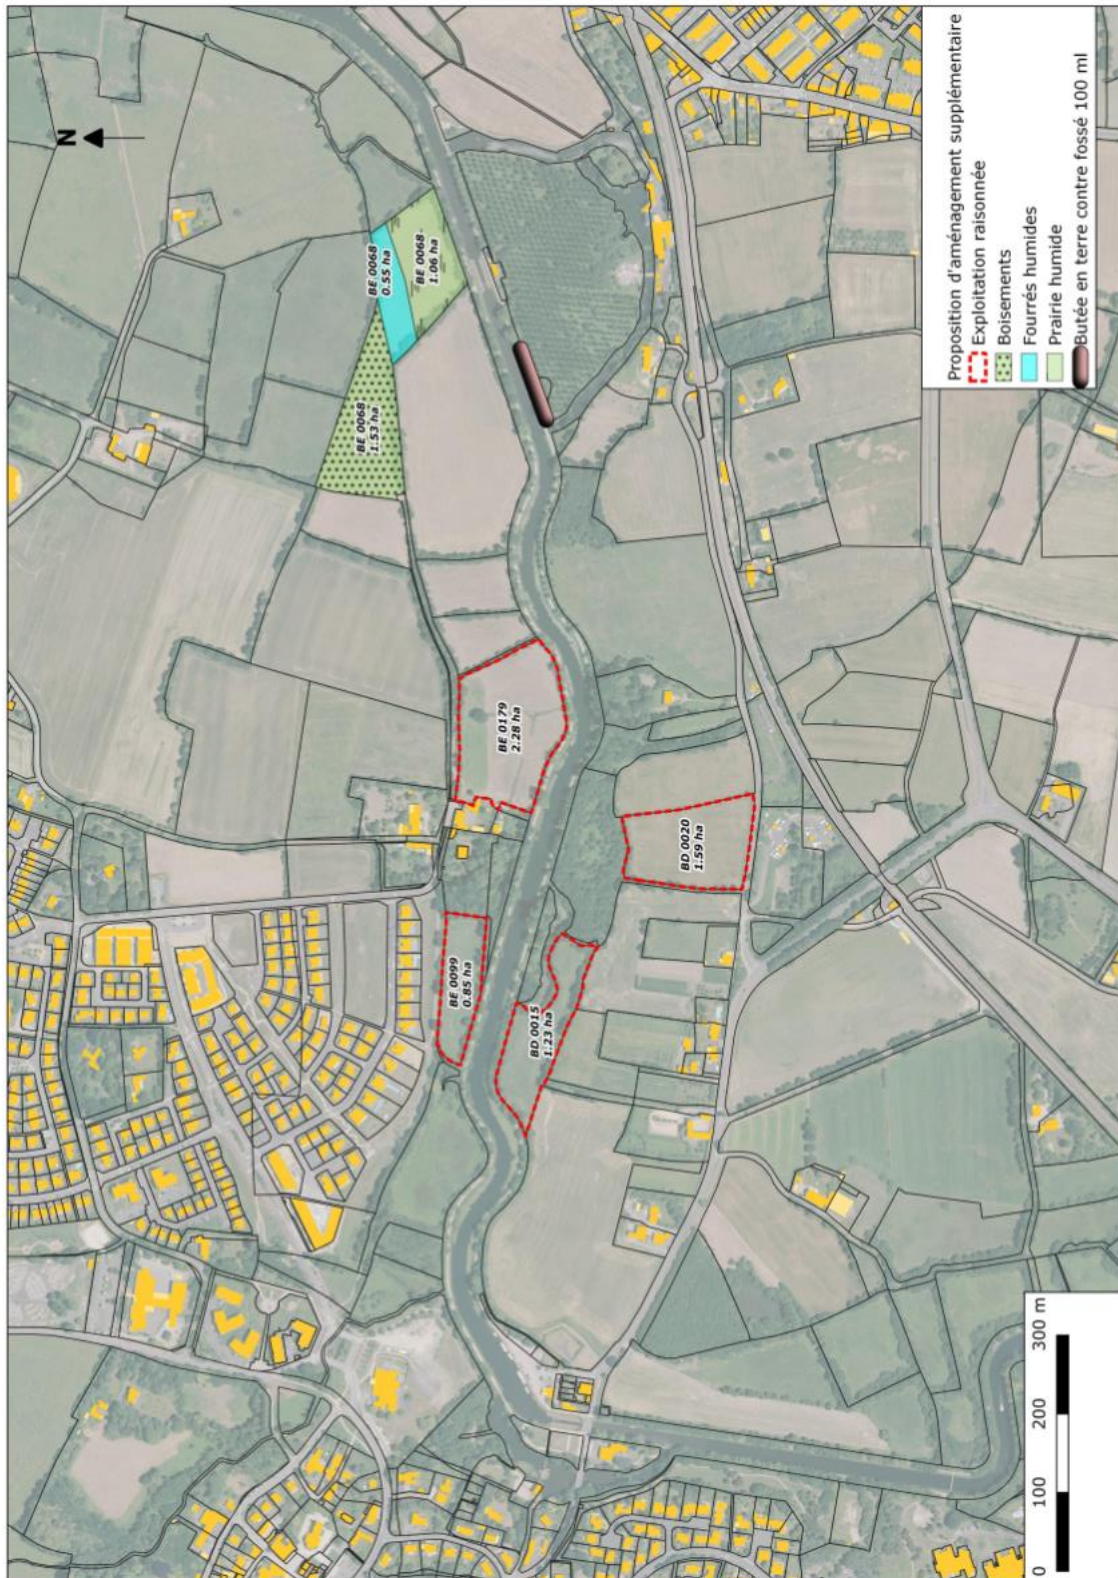 N
BE 0068
0.55 ha
BE 0068
1.06 ha
BE 0068
1.53 ha
BE 0179
2.28 ha
BE 0099
0.85 ha
BD 0015
1.23 ha
BD 0020
1.59 ha
Proposition d'aménagement supplémentaire
Exploitation raisonnée
Boisements
Fourrés humides
Prairie humide
Butée en terre contre fossé 100 ml
0 100 200 300 m